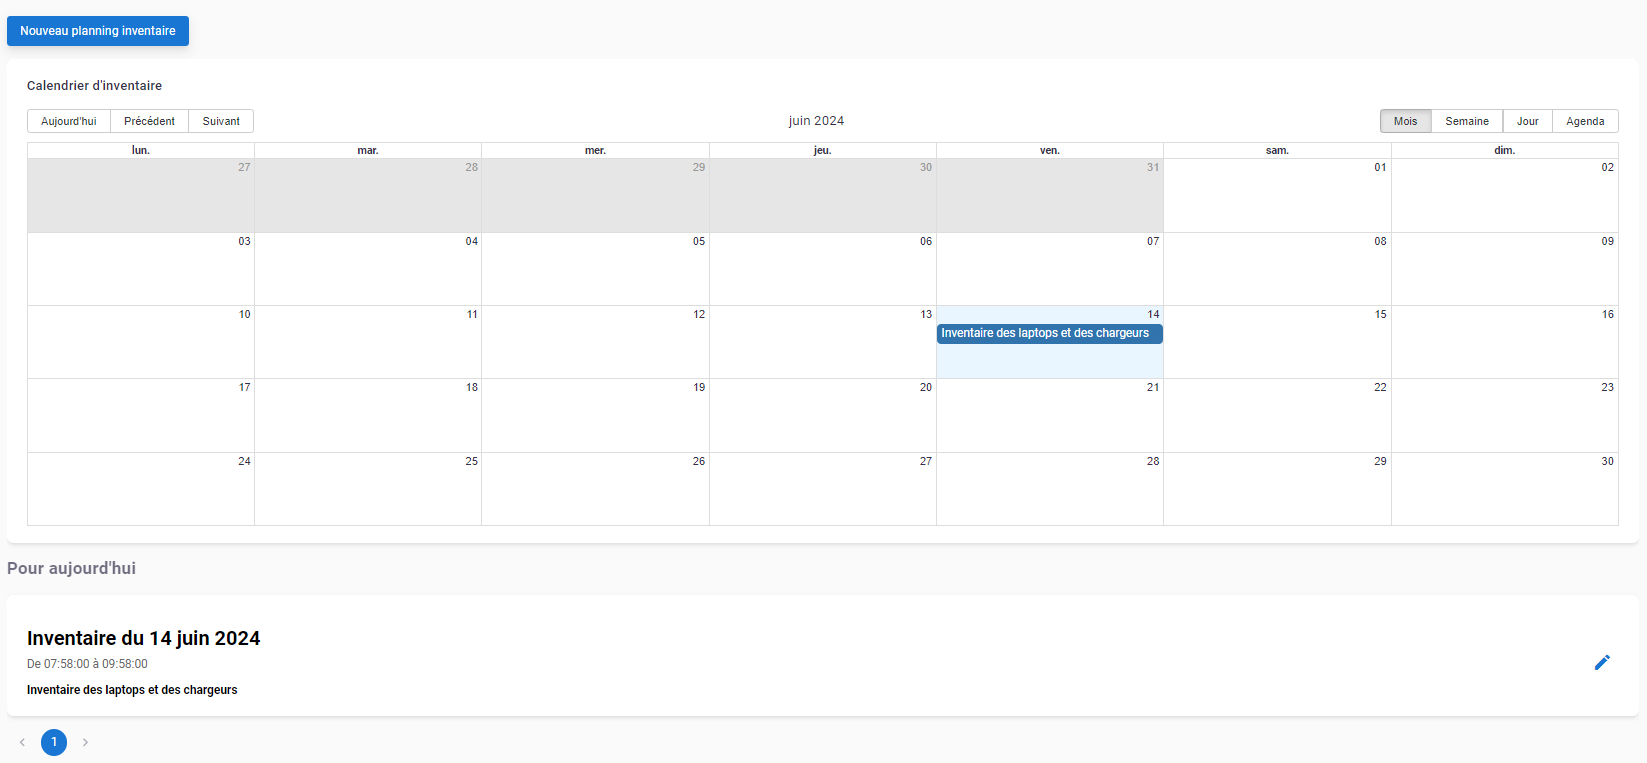 Nouveau planning inventaire
Calendrier d'inventaire
Aujourd'hui Précédent Suivant juin 2024 Mois Semaine Jour Agenda
lun. mar. mer. jeu. ven. sam. dim.
27 28 29 30 31 01 02
03 04 05 06 07 08 09
10 11 12 13 14 15 16
Inventaire des laptops et des chargeurs
17 18 19 20 21 22 23
24 25 26 27 28 29 30
Pour aujourd'hui
Inventaire du 14 juin 2024
De 07:58:00 à 09:58:00
Inventaire des laptops et des chargeurs
1